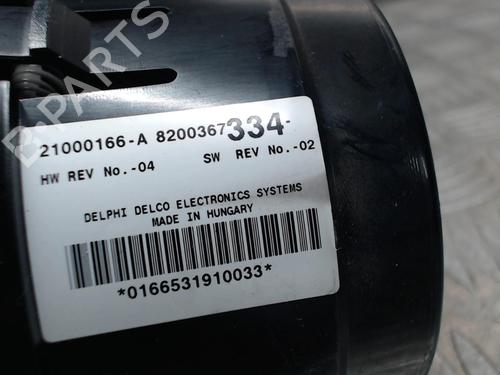 B-PARTS
21000166-A 8200367334-
HW REV No.-04 SW REV No.-02
DELPHI DELCO ELECTRONICS SYSTEMS
MADE IN HUNGARY
*0166531910033*